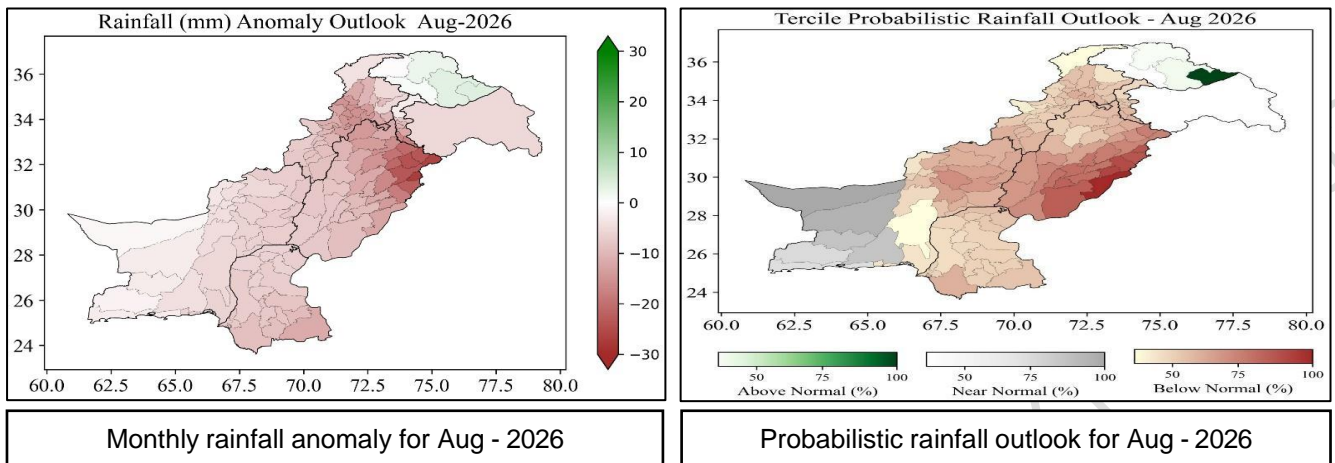 Rainfall (mm) Anomaly Outlook Aug-2026
36
34
32
30
28
26
24
60.0 62.5 65.0 67.5 70.0 72.5 75.0 77.5 80.0
30
20
10
0
−10
−20
−30
Monthly rainfall anomaly for Aug - 2026
Tercile Probabilistic Rainfall Outlook - Aug 2026
36
34
32
30
28
26
24
60.0 62.5 65.0 67.5 70.0 72.5 75.0 77.5 80.0
50 75 100
Above Normal (%)
50 75 100
Near Normal (%)
50 75 100
Below Normal (%)
Probabilistic rainfall outlook for Aug - 2026